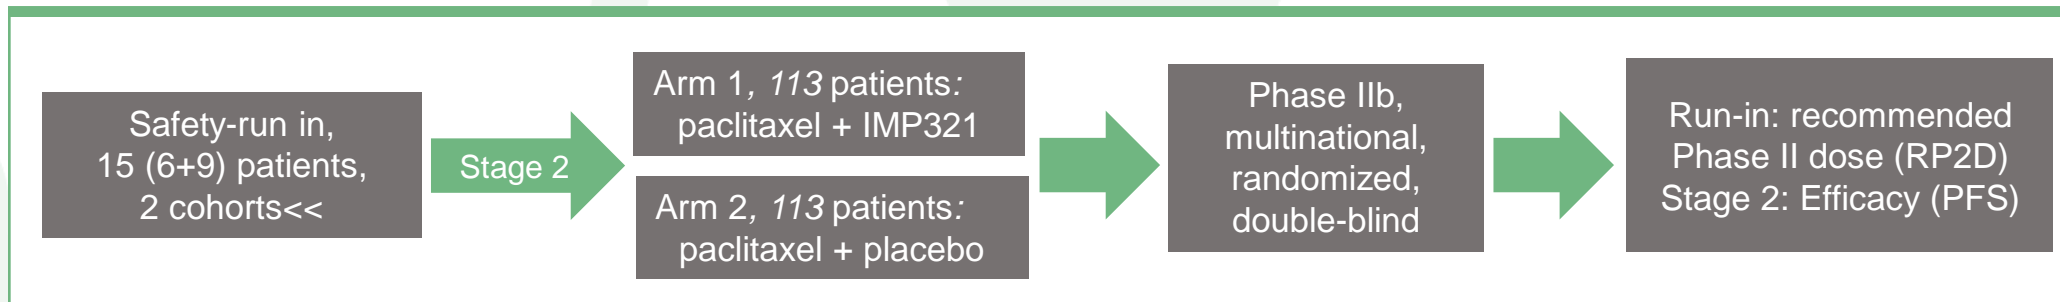 Safety-run in,
15 (6+9) patients,
2 cohorts<<
Stage 2
Arm 1, 113 patients:
paclitaxel + IMP321
Arm 2, 113 patients:
paclitaxel + placebo
Phase IIb,
multinational,
randomized,
double-blind
Run-in: recommended
Phase II dose (RP2D)
Stage 2: Efficacy (PFS)